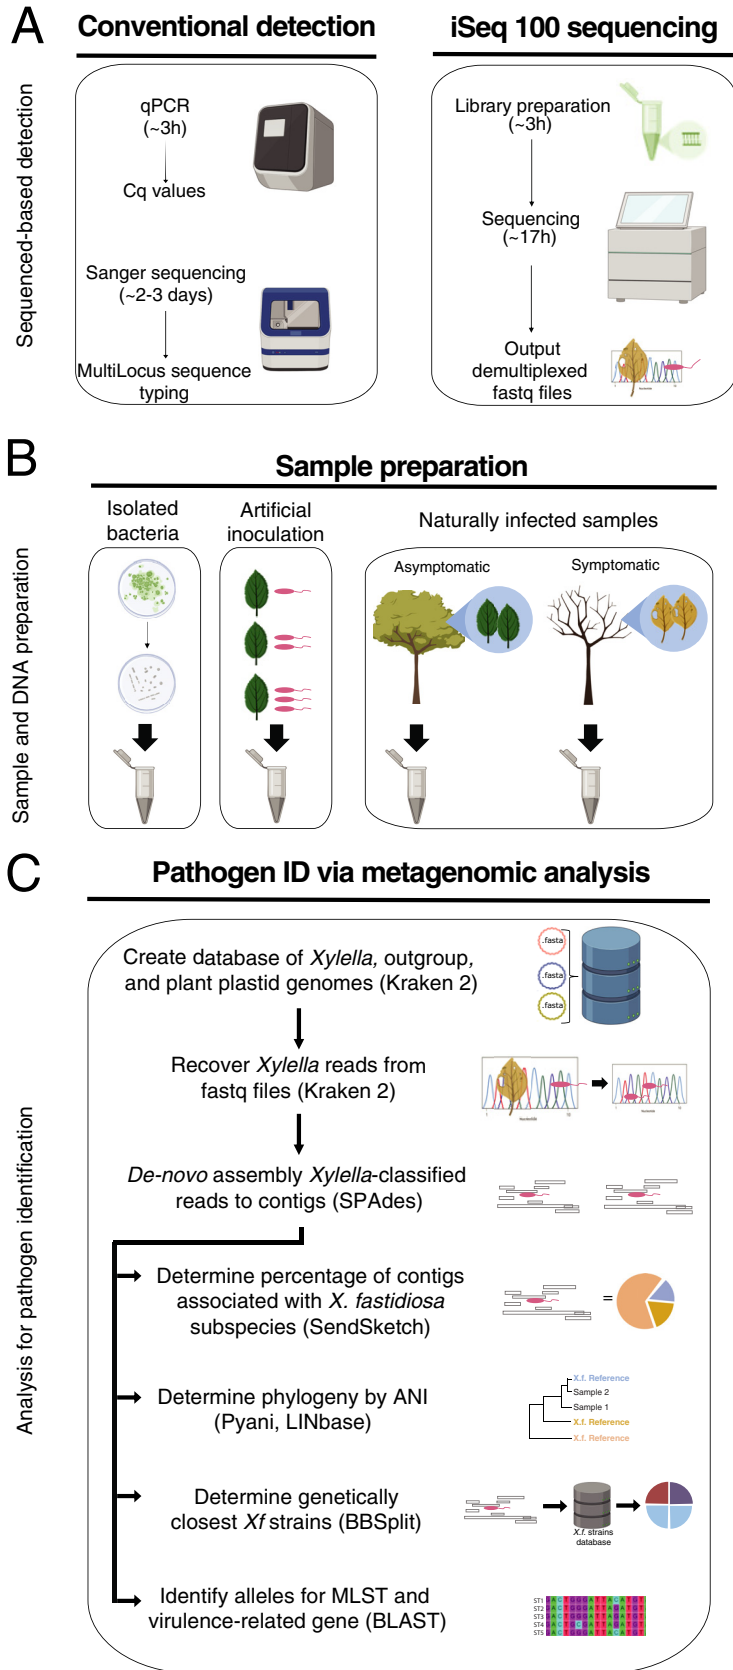 A
Conventional detection
iSeq 100 sequencing
Sequenced-based detection
qPCR
(~3h)
Cq values
Sanger sequencing
(~2-3 days)
MultiLocus sequence
typing
Library preparation
(~3h)
Sequencing
(~17h)
Output
demultiplexed
fastq files
B
Sample preparation
Sample and DNA preparation
Isolated
bacteria
Artificial
inoculation
Naturally infected samples
Asymptomatic
Symptomatic
C
Pathogen ID via metagenomic analysis
Analysis for pathogen identification
Create database of Xylella, outgroup,
and plant plastid genomes (Kraken 2)
.fasta
.fasta
.fasta
Recover Xylella reads from
fastq files (Kraken 2)
De-novo assembly Xylella-classified
reads to contigs (SPAdes)
Determine percentage of contigs
associated with X. fastidiosa
subspecies (SendSketch)
=
Determine phylogeny by ANI
(Pyani, LINbase)
X.f. Reference
Sample 2
Sample 1
X.f. Reference
X.f. Reference
Determine genetically
closest Xf strains (BBSplit)
X.f. strains
database
Identify alleles for MLST and
virulence-related gene (BLAST)
ST1 GACTGGGATTACATGT
ST2 GACTGGGATTAGATGT
ST3 GACTGGGATTAGATGT
ST4 GACTGCGATTACATGT
ST5 GACTGGGATTACATGT